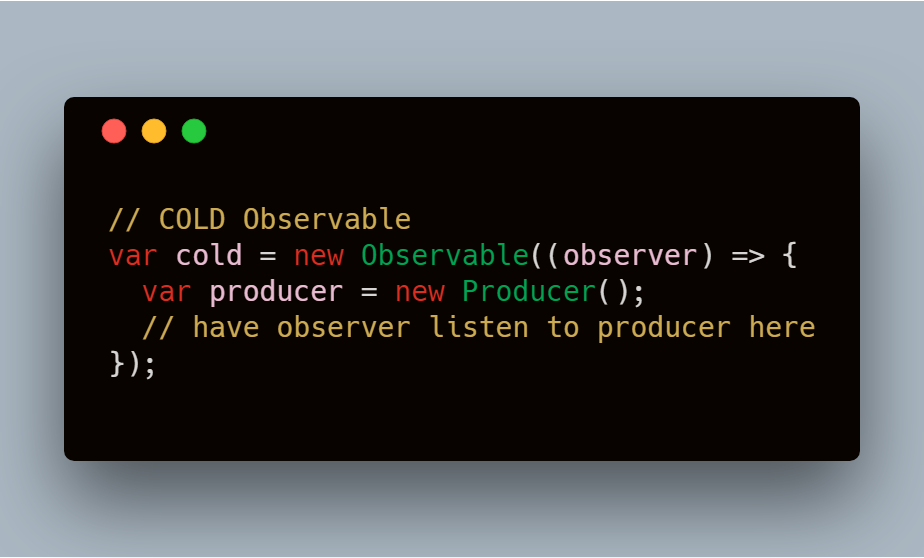 // COLD Observable
var cold = new Observable((observer) => {
  var producer = new Producer();
  // have observer listen to producer here
});